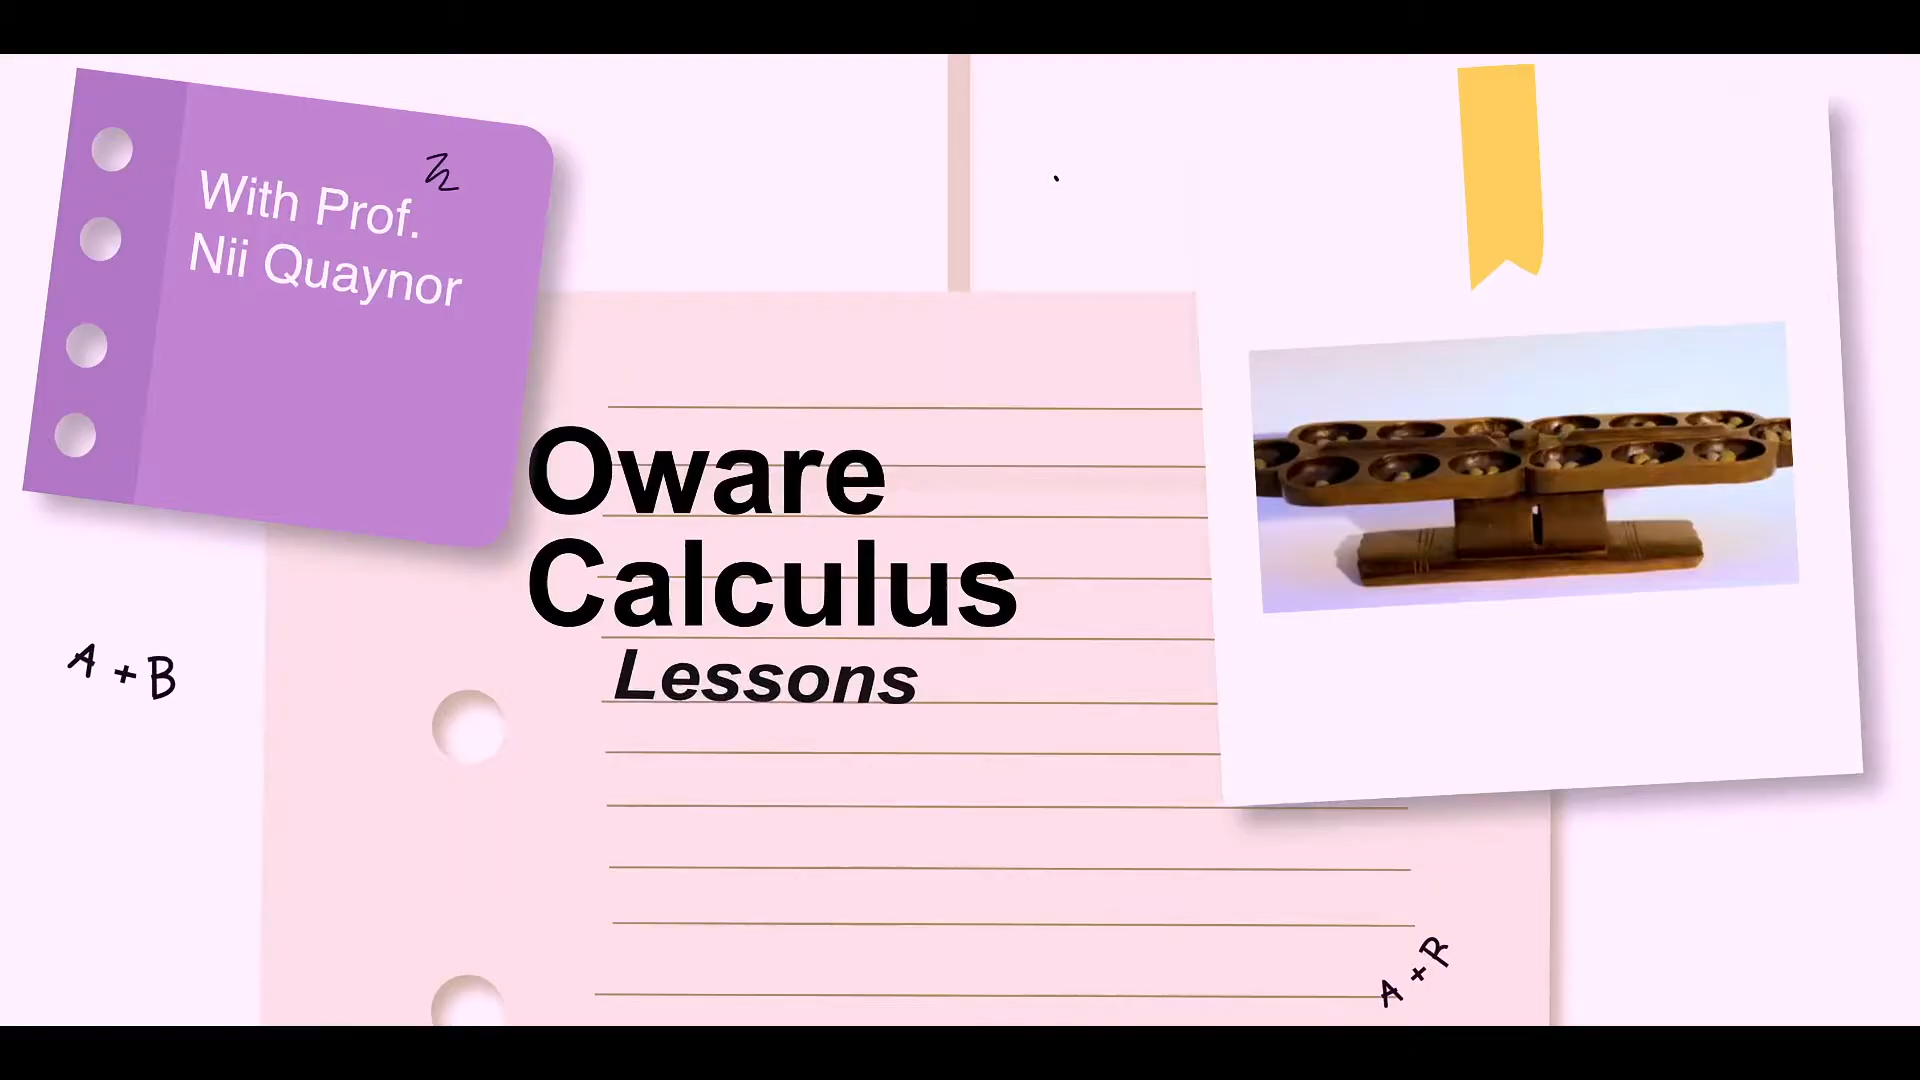 With Prof.
Nii Quaynor
Oware
Calculus
Lessons
A + B